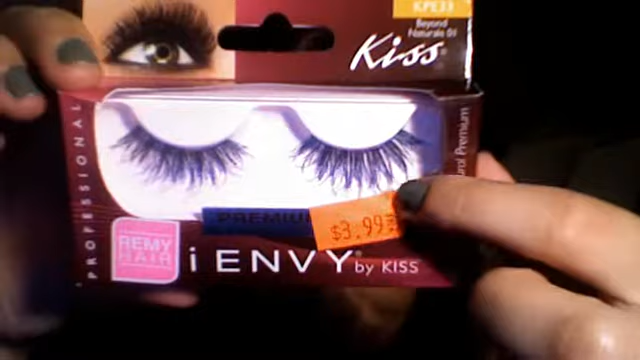 KPE33
Beyond
Naturals 01
Kiss
PROFESSIONAL
Premium
PREMIU
$3.99
REMY
HAIR
i ENVY by KISS